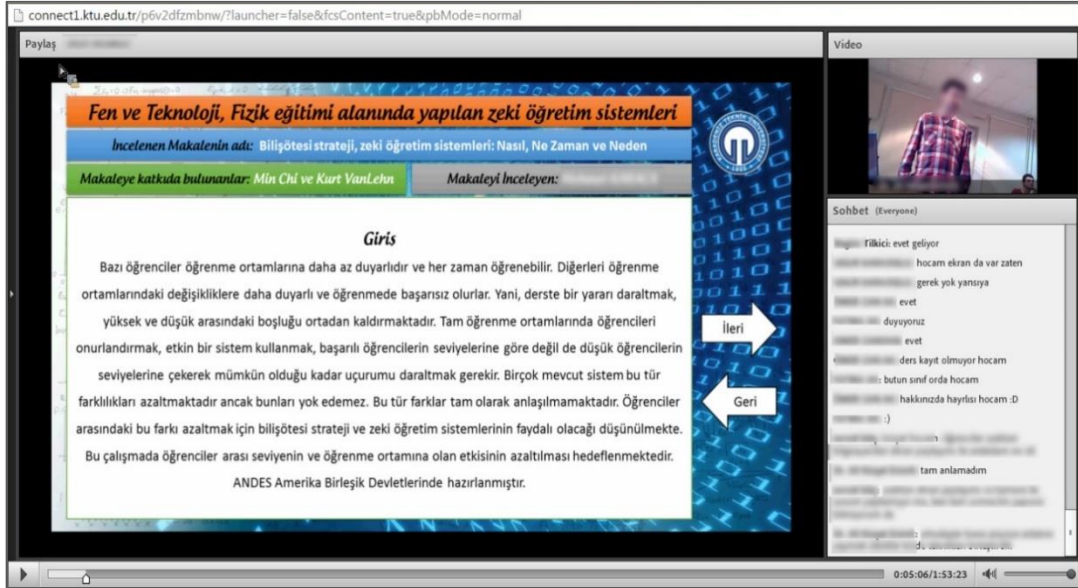 connect1.ktu.edu.tr/p6v2dfzmbnw/?launcher=false&fcsContent=true&pbMode=normal
Paylaş
Fen ve Teknoloji, Fizik eğitimi alanında yapılan zeki öğretim sistemleri
İncelenen Makalenin adı: Bilişötesi strateji, zeki öğretim sistemleri: Nasıl, Ne Zaman ve Neden
Makaleye katkıda bulunanlar: Min Chi ve Kurt VanLehn
Makaleyi İnceleyen:
Giris
Bazı öğrenciler öğrenme ortamlarına daha az duyarlıdır ve her zaman öğrenebilir. Diğerleri öğrenme
ortamlarındaki değişikliklere daha duyarlı ve öğrenmede başarısız olurlar. Yani, derste bir yararı daraltmak,
yüksek ve düşük arasındaki boşluğu ortadan kaldırmaktadır. Tam öğrenme ortamlarında öğrencileri
onurlandırmak, etkin bir sistem kullanmak, başarılı öğrencilerin seviyelerine göre değil de düşük öğrencilerin
seviyelerine çekerek mümkün olduğu kadar uçurumu daraltmak gerekir. Birçok mevcut sistem bu tür
farklılıkları azaltmaktadır ancak bunları yok edemez. Bu tür farklar tam olarak anlaşılmamaktadır. Öğrenciler
arasındaki bu farkı azaltmak için bilişötesi strateji ve zeki öğretim sistemlerinin faydalı olacağı düşünülmekte.
Bu çalışmada öğrenciler arası seviyenin ve öğrenme ortamına olan etkisinin azaltılması hedeflenmektedir.
ANDES Amerika Birleşik Devletlerinde hazırlanmıştır.
İleri
Geri
Video
Sohbet (Everyone)
Tilkici: evet geliyor
hocam ekran da var zaten
gerek yok yansıya
evet
duyuyoruz
evet
ders kayıt olmuyor hocam
: butun sınıf orda hocam
hakkınızda hayrlısı hocam :D
:)
tam anlamadım
0:05:06/1:53:23